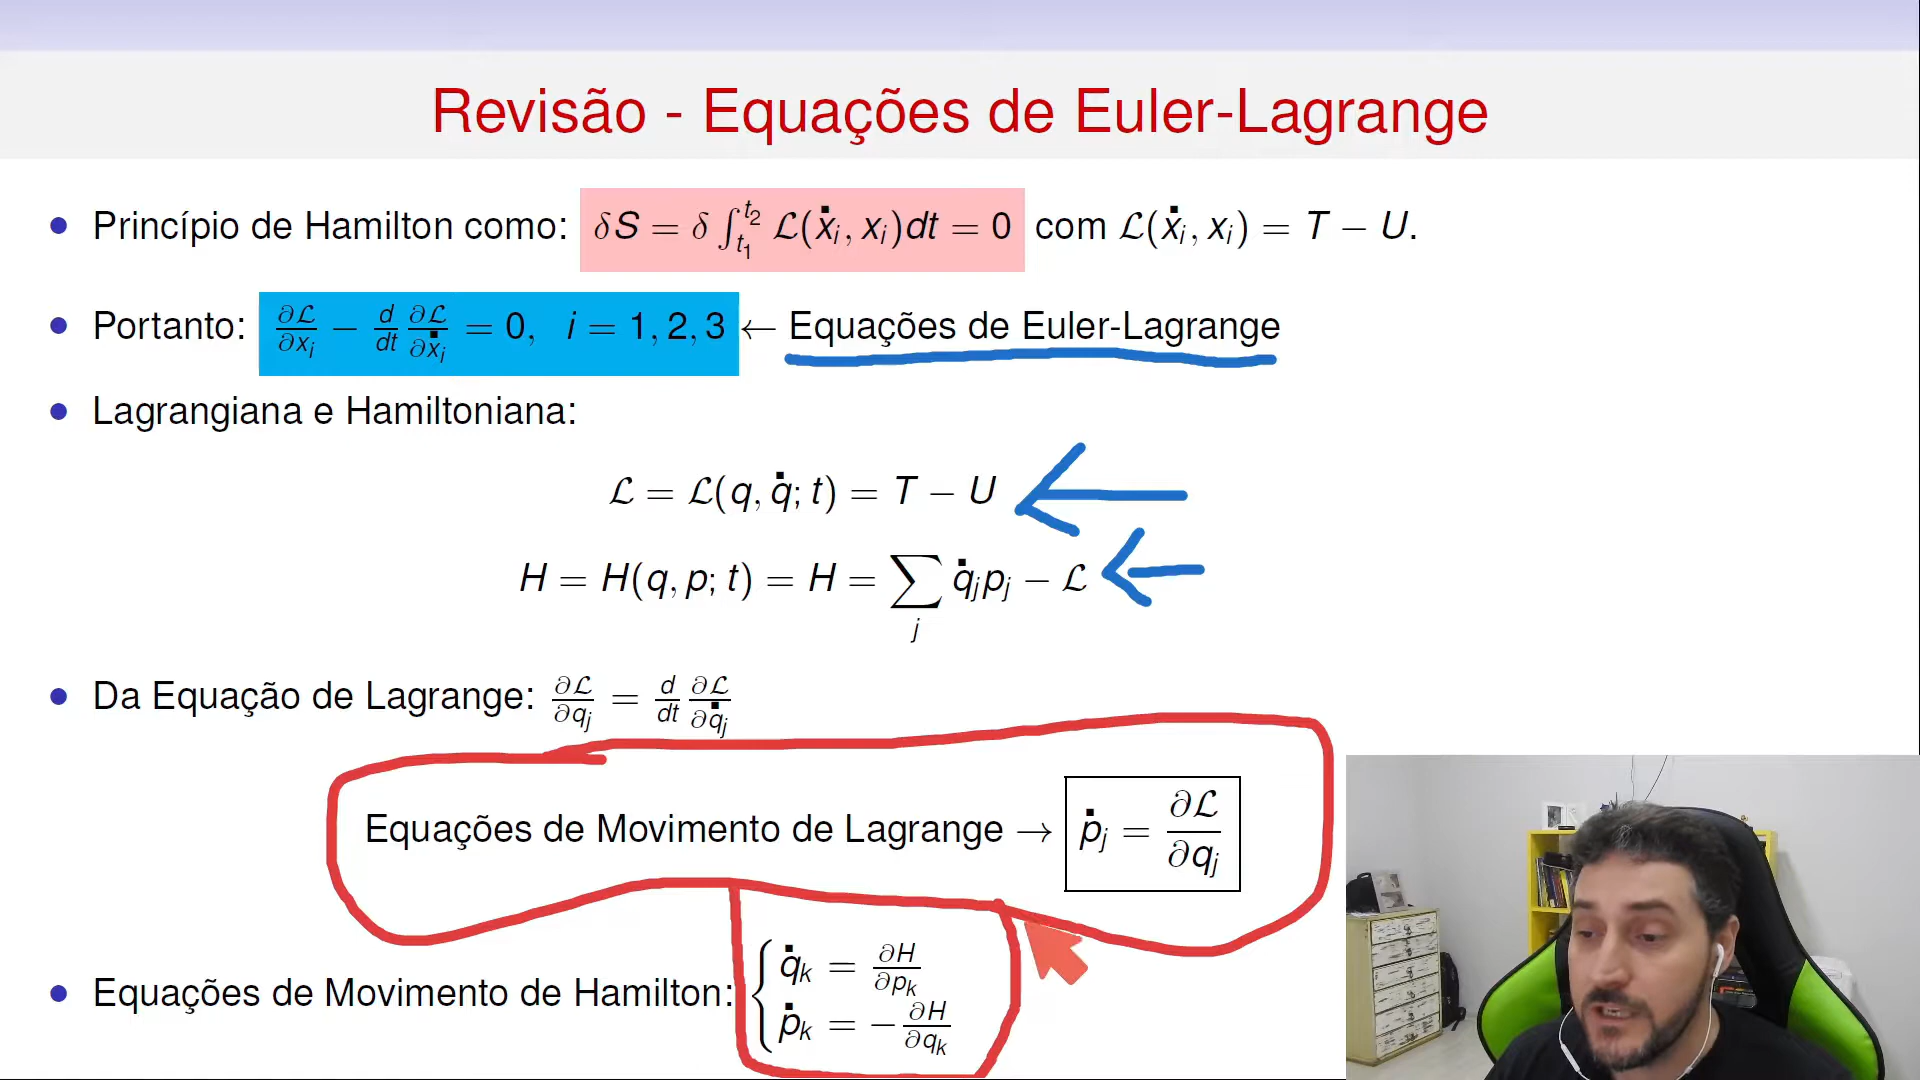 Revisão - Equações de Euler-Lagrange
• Princípio de Hamilton como: δS = δ ∫_{t₁}^{t₂} ℒ(ẋᵢ, xᵢ)dt = 0 com ℒ(ẋᵢ, xᵢ) = T − U.
• Portanto: ∂ℒ/∂xᵢ − d/dt ∂ℒ/∂ẋᵢ = 0, i = 1, 2, 3 ← Equações de Euler-Lagrange
• Lagrangiana e Hamiltoniana:
ℒ = ℒ(q, q̇; t) = T − U
H = H(q, p; t) = H = ∑_j q̇ⱼpⱼ − ℒ
• Da Equação de Lagrange: ∂ℒ/∂qⱼ = d/dt ∂ℒ/∂q̇ⱼ
Equações de Movimento de Lagrange → ṗⱼ = ∂ℒ/∂qⱼ
• Equações de Movimento de Hamilton: { q̇ₖ = ∂H/∂pₖ
ṗₖ = −∂H/∂qₖ